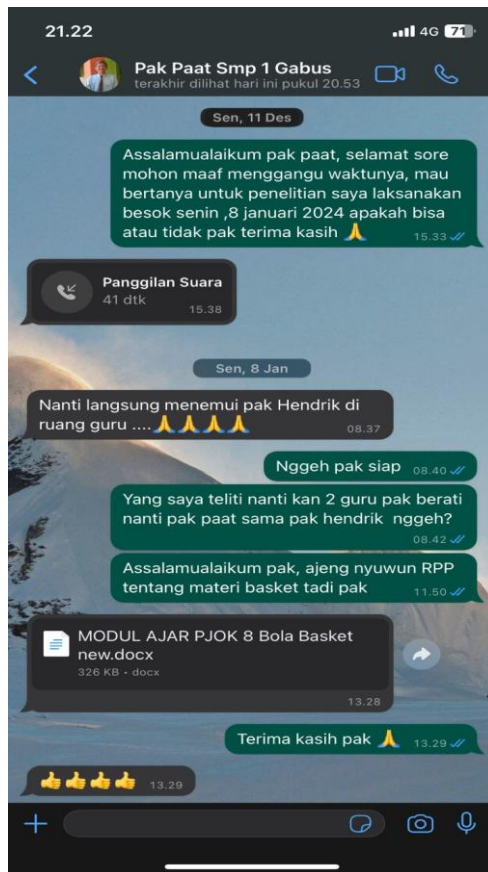 21.22
4G 71
Pak Paat Smp 1 Gabus
terakhir dilihat hari ini pukul 20.53
Sen, 11 Des
Assalamualaikum pak paat, selamat sore
mohon maaf menggangu waktunya, mau
bertanya untuk penelitian saya laksanakan
besok senin ,8 januari 2024 apakah bisa
atau tidak pak terima kasih 🙏
15.33
Panggilan Suara
41 dtk
15.38
Sen, 8 Jan
Nanti langsung menemui pak Hendrik di
ruang guru ....🙏🙏🙏🙏
08.37
Nggeh pak siap 08.40
Yang saya teliti nanti kan 2 guru pak berati
nanti pak paat sama pak hendrik nggeh?
08.42
Assalamualaikum pak, ajeng nyuwun RPP
tentang materi basket tadi pak 11.50
MODUL AJAR PJOK 8 Bola Basket
new.docx
326 KB • docx
13.28
Terima kasih pak 🙏 13.29
👍👍👍👍 13.29